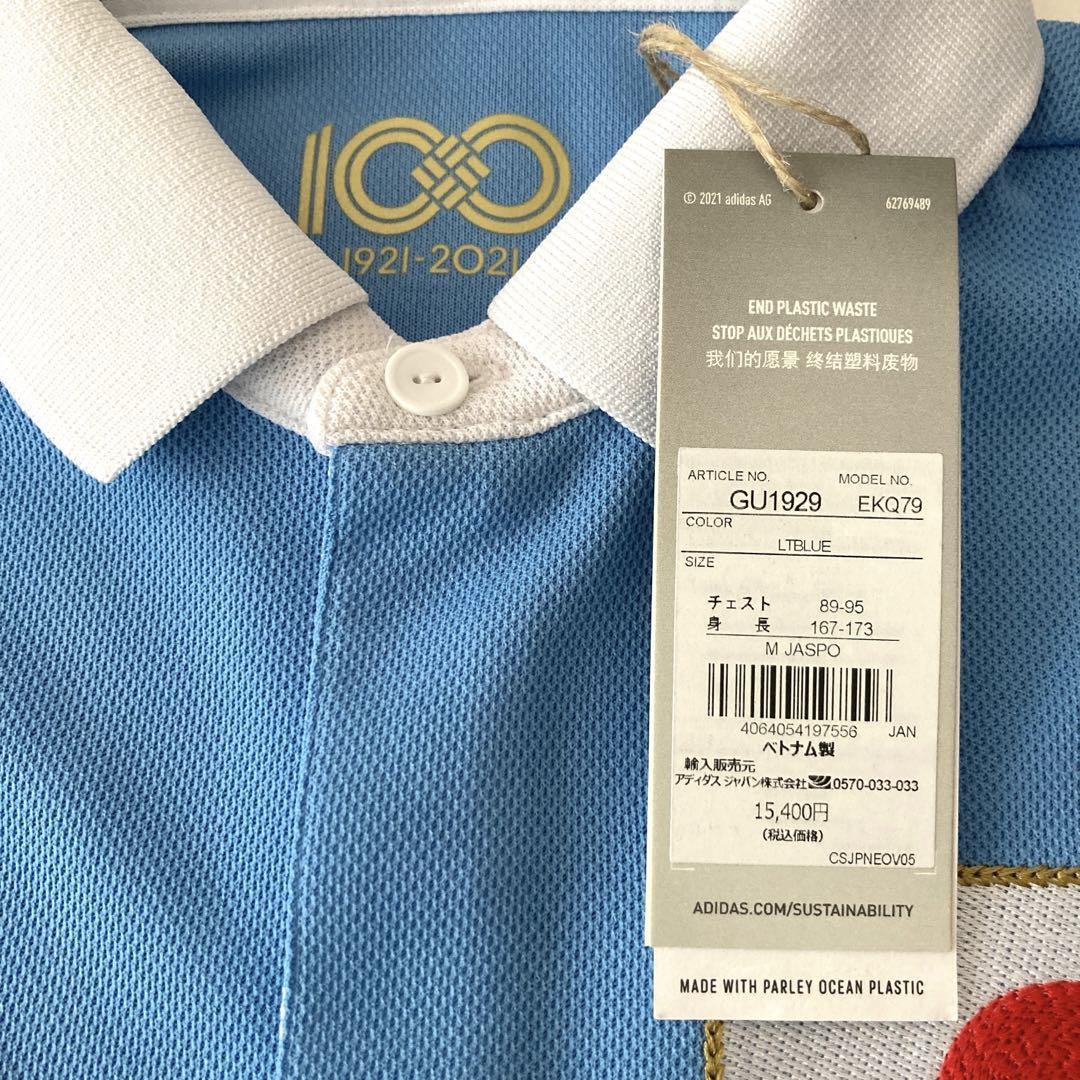 100
1921-2021
© 2021 adidas AG 62769489
END PLASTIC WASTE
STOP AUX DÉCHETS PLASTIQUES
我们的愿景 终结塑料废物
ARTICLE NO. MODEL NO.
GU1929 EKQ79
COLOR
LTBLUE
SIZE
チェスト 89-95
身長 167-173
M JASPO
4064054197556 JAN
ベトナム製
輸入販売元
アディダス ジャパン株式会社 0570-033-033
15,400円
(税込価格)
CSJPNEOV05
ADIDAS.COM/SUSTAINABILITY
MADE WITH PARLEY OCEAN PLASTIC